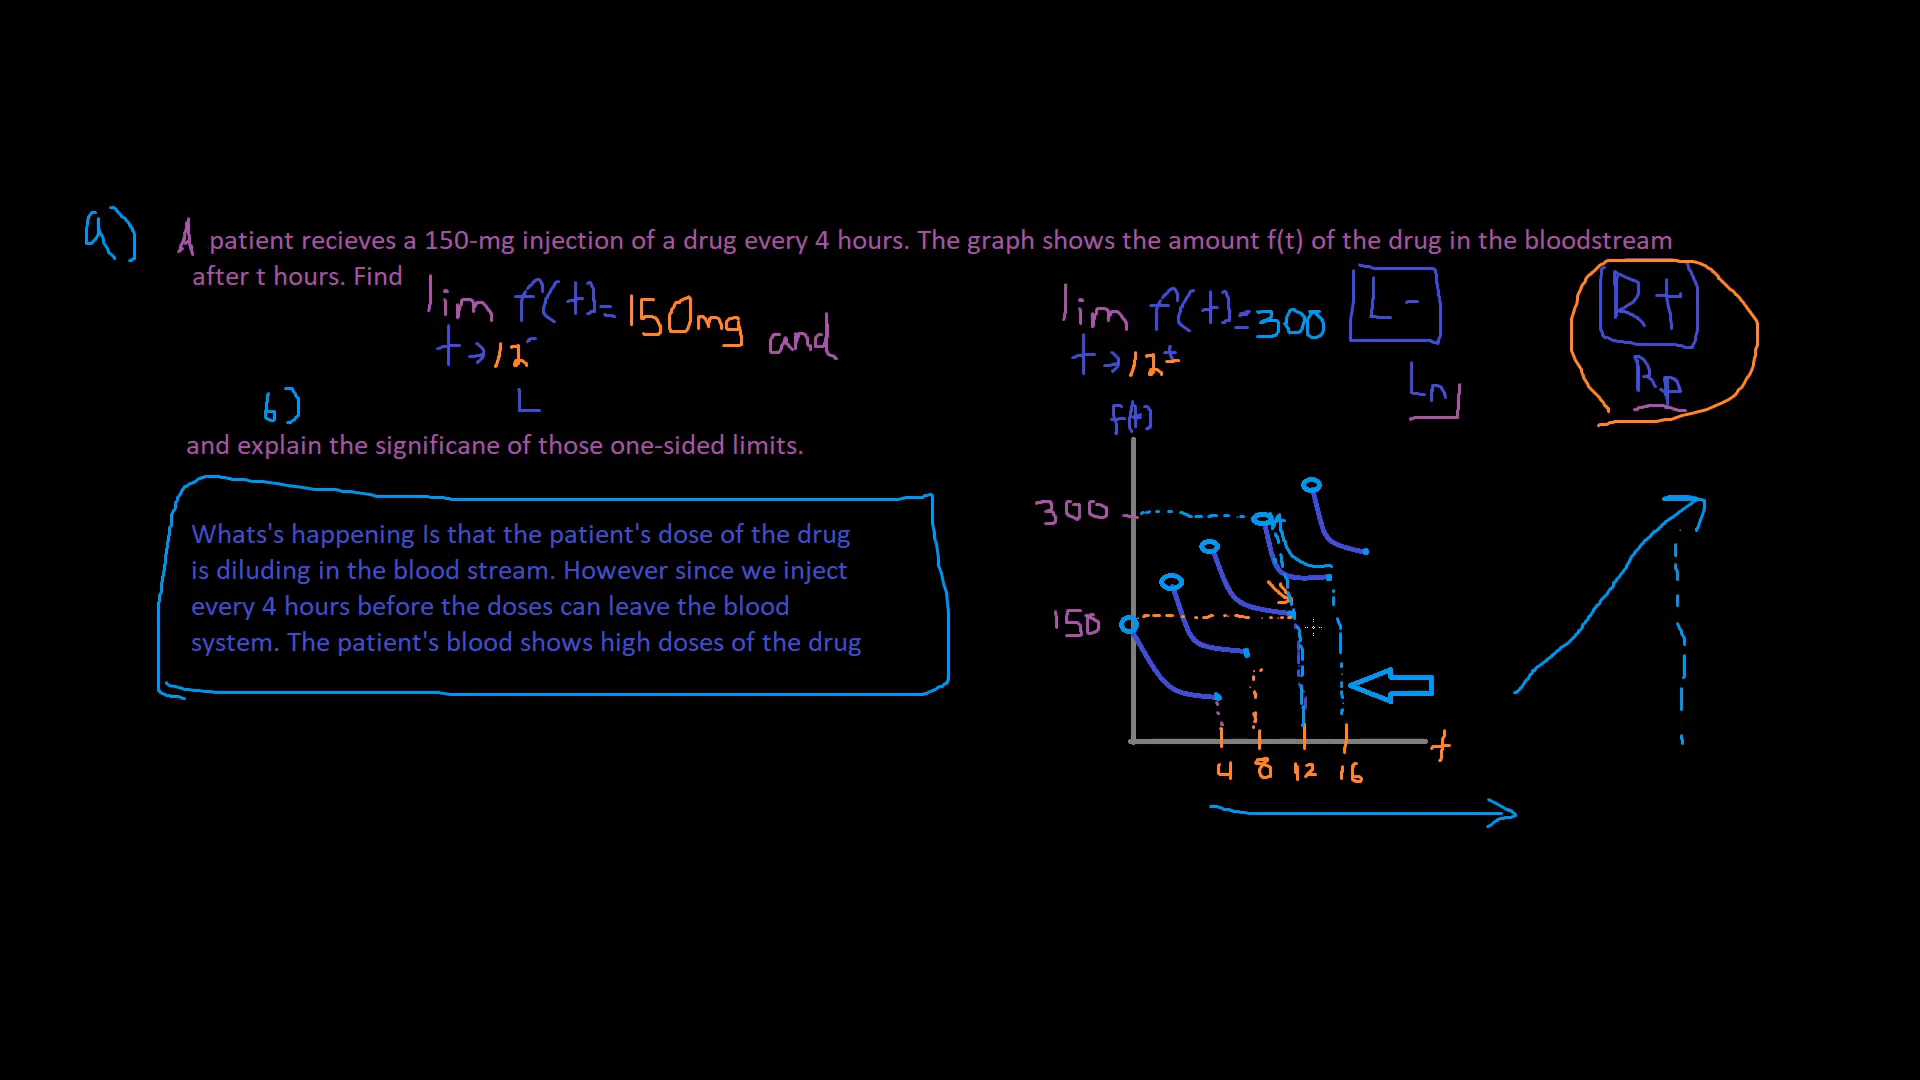 a)
A patient recieves a 150-mg injection of a drug every 4 hours. The graph shows the amount f(t) of the drug in the bloodstream
after t hours. Find
lim f(t)= 150mg and
t→12⁻
L
lim f(t)= 300
t→12⁺
L -
Ln
R+
Rp
b)
and explain the significane of those one-sided limits.
Whats's happening Is that the patient's dose of the drug
is diluding in the blood stream. However since we inject
every 4 hours before the doses can leave the blood
system. The patient's blood shows high doses of the drug
f(t)
300
150
t
4 8 12 16